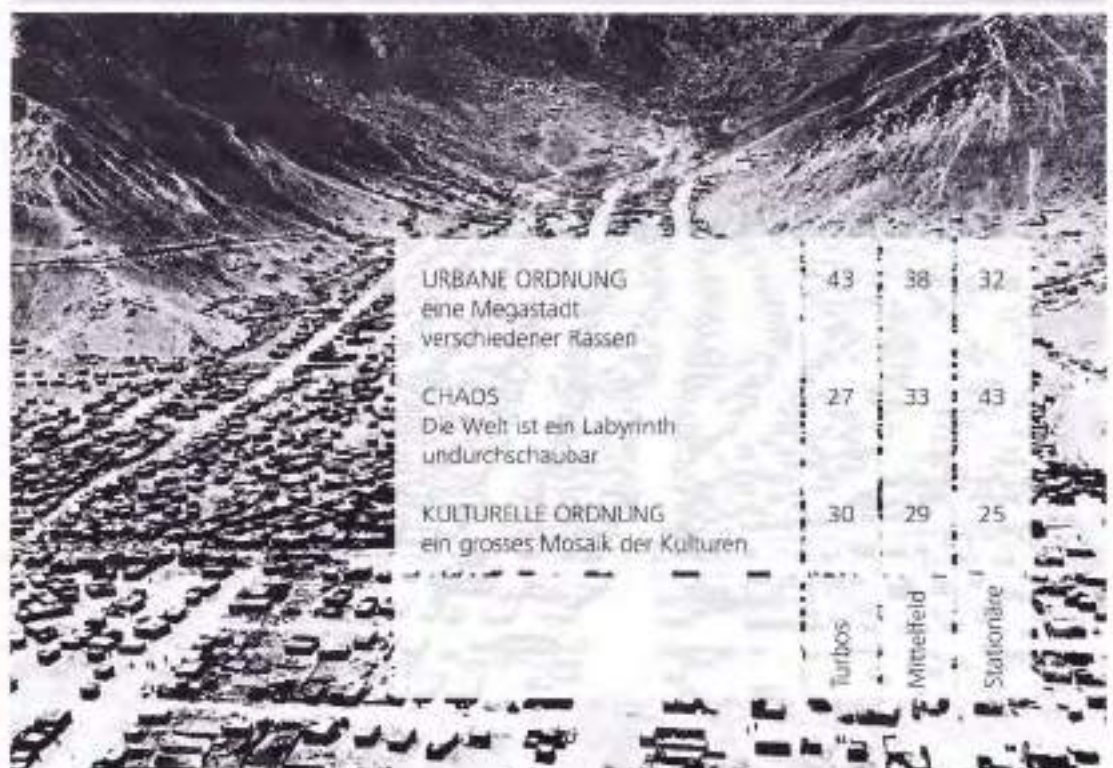 URBANE ORDNUNG 43 38 32
eine Megastadt
verschiedener Rassen
CHAOS 27 33 43
Die Welt ist ein Labyrinth
undurchschaubar
KULTURELLE ORDNUNG 30 29 25
ein grosses Mosaik der Kulturen
Turbos Mittelfeld Stationäre